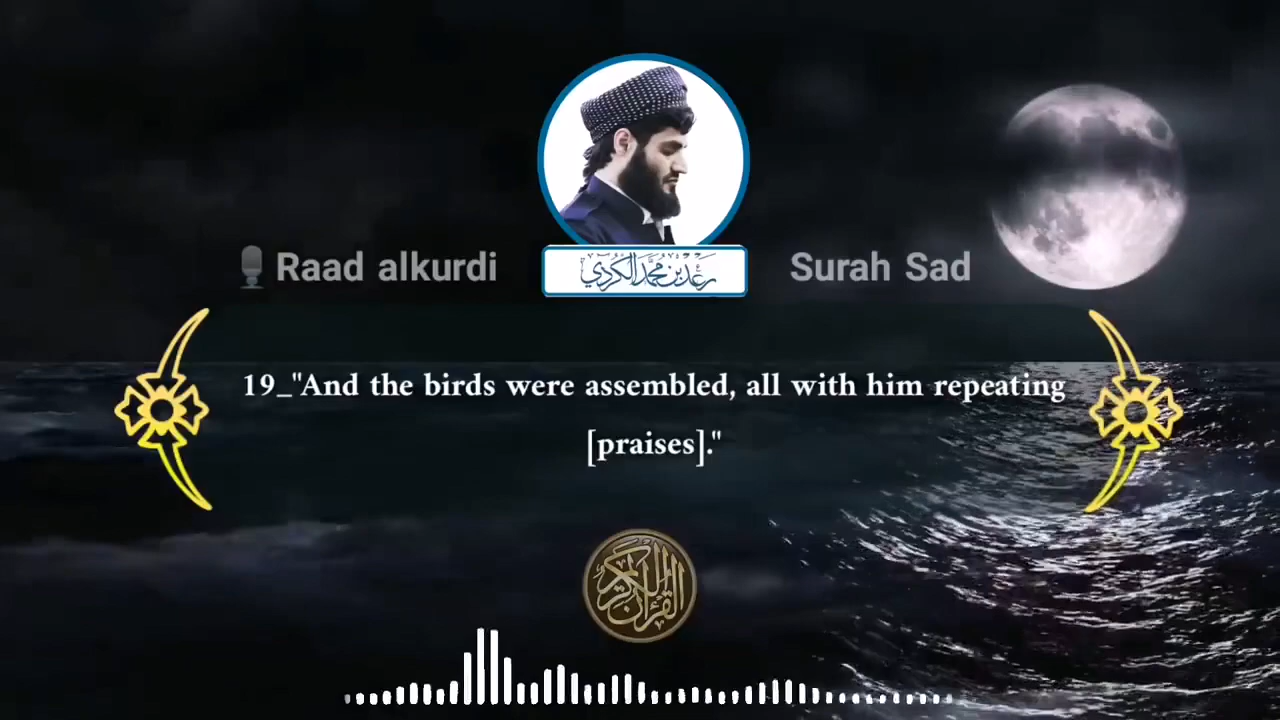 Raad alkurdi
رعد بن محمد الكردي
Surah Sad
19_"And the birds were assembled, all with him repeating
[praises]."
القرآن الكريم